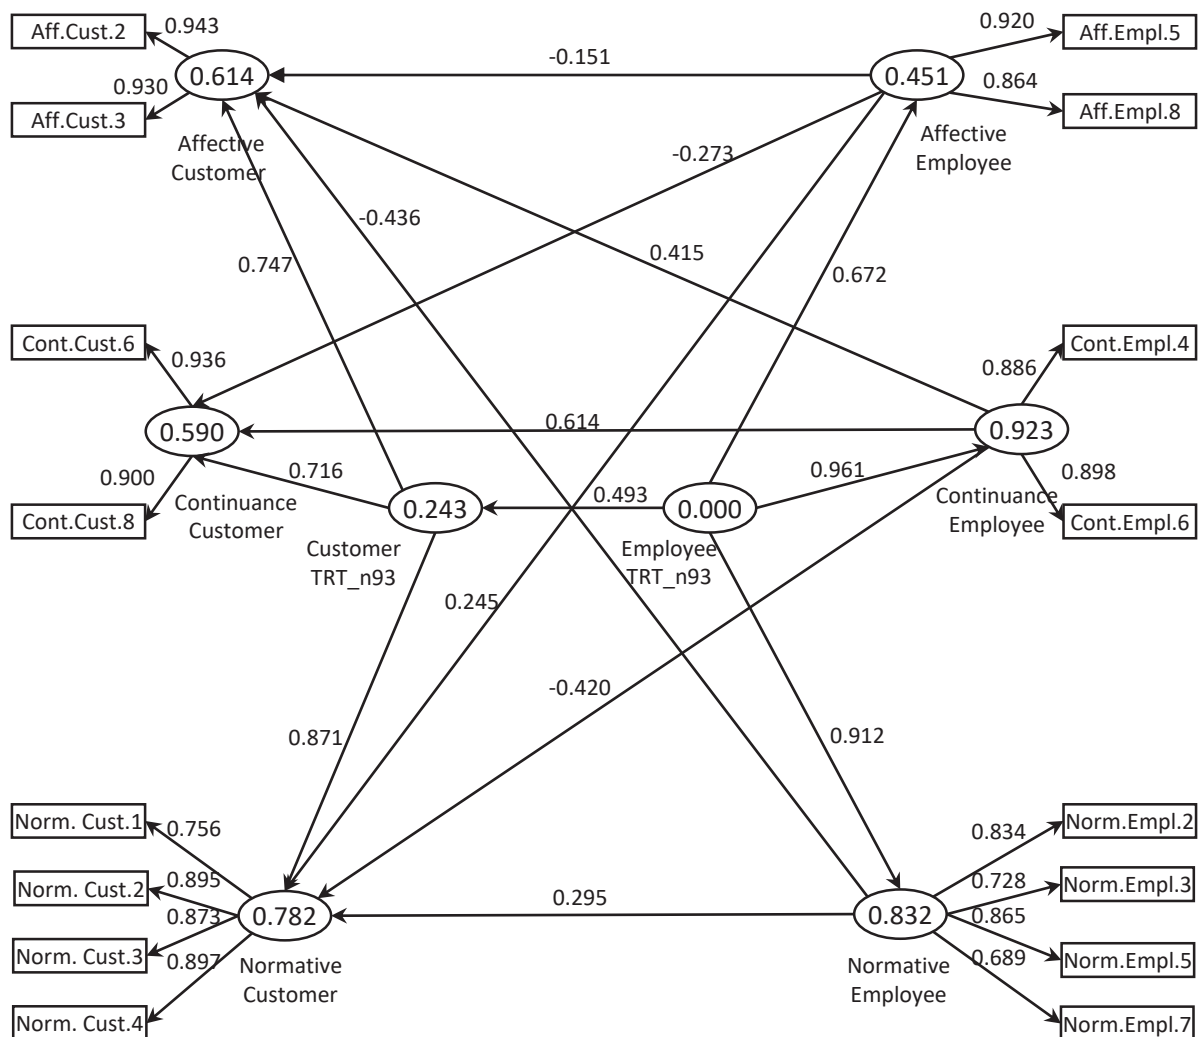 Aff.Cust.2
0.943
0.920
Aff.Empl.5
-0.151
0.614
0.451
0.930
0.864
Aff.Cust.3
Aff.Empl.8
Affective
Customer
Affective
Employee
-0.273
-0.436
0.415
0.747
0.672
Cont.Cust.6
0.936
0.886
Cont.Empl.4
0.590
0.614
0.923
0.900
0.716
0.961
0.898
Continuance
Customer
0.493
Continuance
Employee
Cont.Cust.8
0.243
0.000
Cont.Empl.6
Customer
TRT_n93
Employee
TRT_n93
0.245
-0.420
0.871
0.912
Norm. Cust.1
0.756
0.834
Norm.Empl.2
Norm. Cust.2
0.895
0.728
Norm.Empl.3
0.873
0.782
0.295
0.832
0.865
Norm. Cust.3
0.897
0.689
Norm.Empl.5
Normative
Customer
Normative
Employee
Norm. Cust.4
Norm.Empl.7